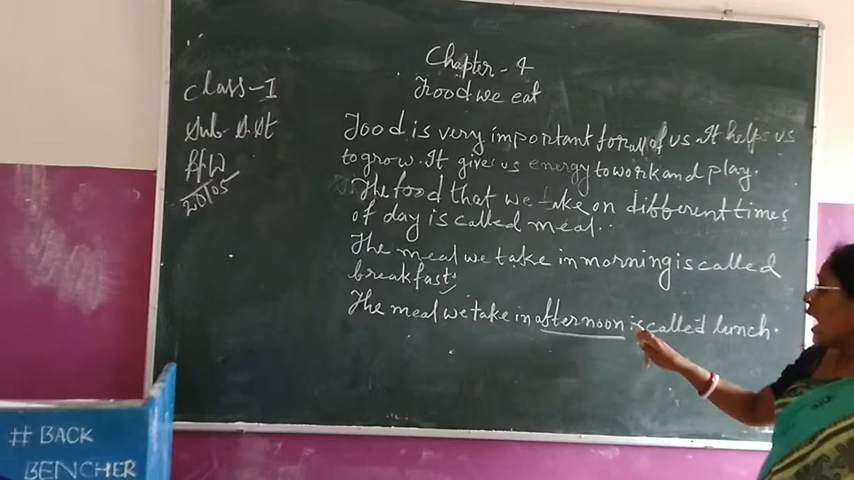 Chapter - 4
Food we eat
Class-I
Sub- S.St
20/05
Food is very important for all of us. It helps us
to grow. It gives us energy to work and play.
The food that we take on different times
of day is called meal.
The meal we take in morning is called
breakfast.
The meal we take in afternoon is called lunch.
# BACK
BENCHER